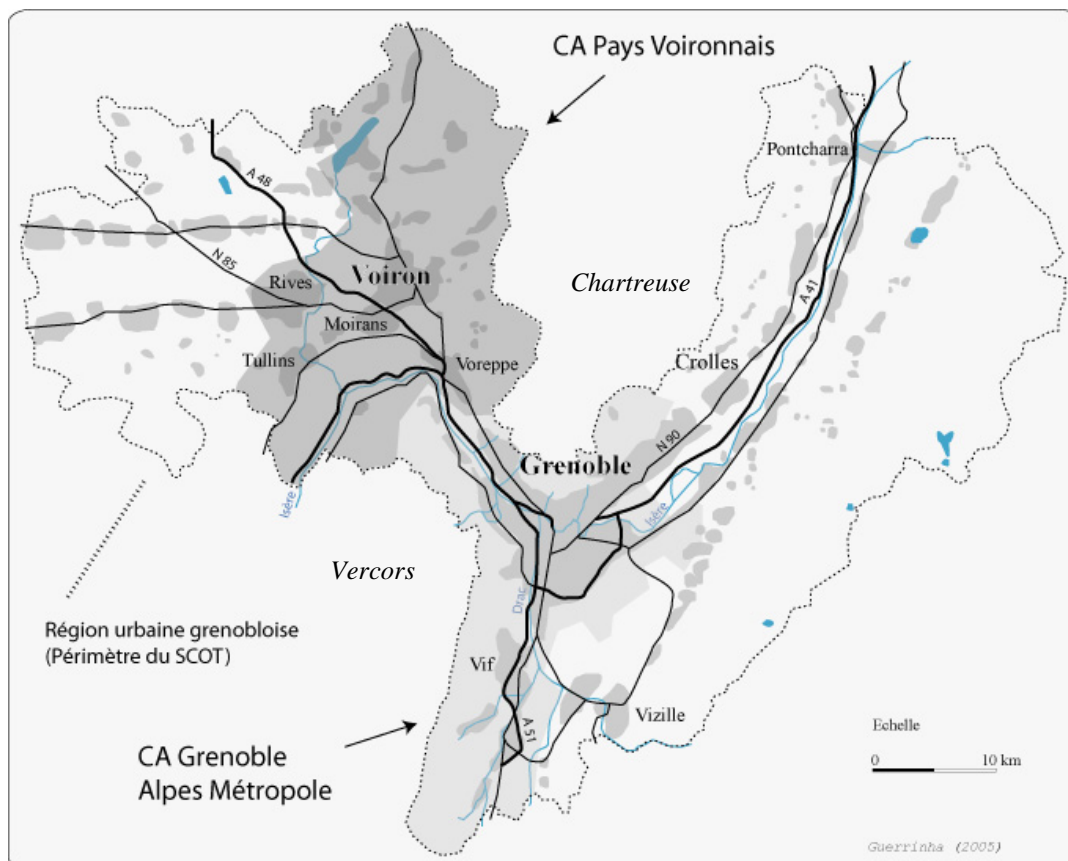 CA Pays Voironnais
Pontcharra
A 48
N 85
Voiron
Rives
Chartreuse
A 41
Moirans
Tullins
Voreppe
Crolles
N 90
Grenoble
Isère
Isère
Vercors
Drac
Région urbaine grenobloise
(Périmètre du SCOT)
Vif
Vizille
A 51
CA Grenoble
Alpes Métropole
Echelle
0 10 km
Guerrinha (2005)